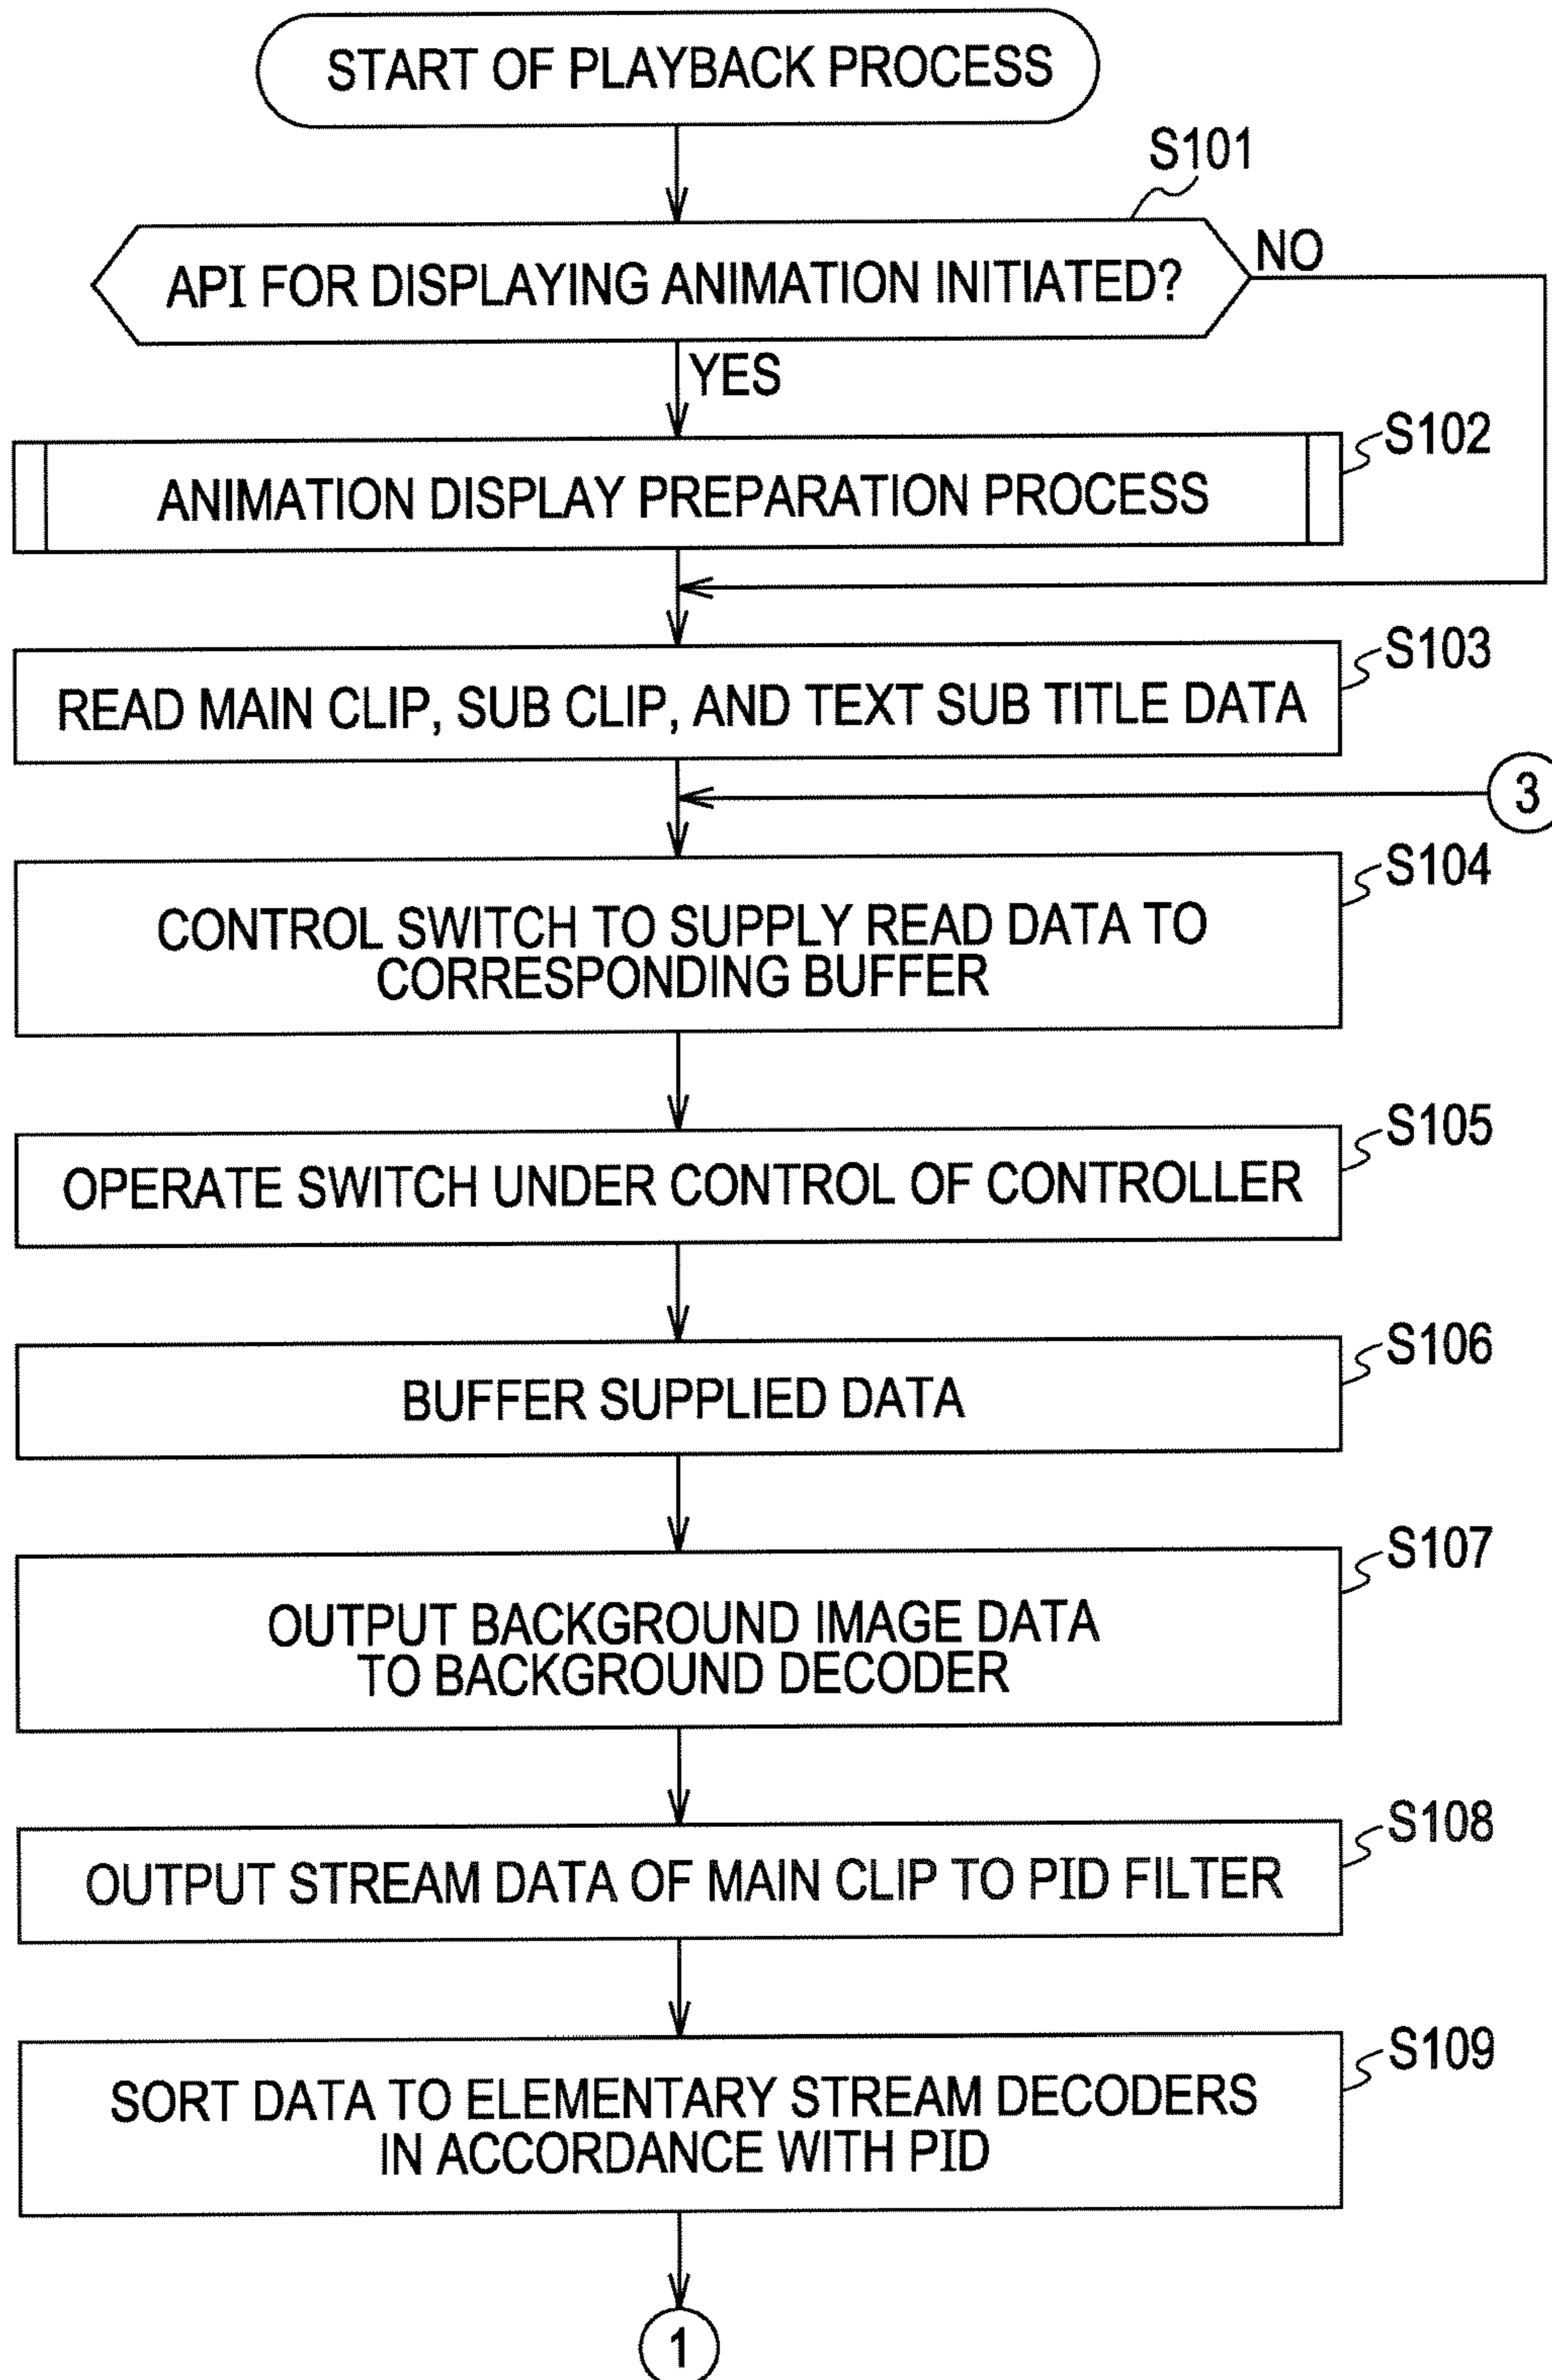 START OF PLAYBACK PROCESS
S101
API FOR DISPLAYING ANIMATION INITIATED?
NO
YES
S102
ANIMATION DISPLAY PREPARATION PROCESS
S103
READ MAIN CLIP, SUB CLIP, AND TEXT SUB TITLE DATA
3
S104
CONTROL SWITCH TO SUPPLY READ DATA TO
CORRESPONDING BUFFER
S105
OPERATE SWITCH UNDER CONTROL OF CONTROLLER
S106
BUFFER SUPPLIED DATA
S107
OUTPUT BACKGROUND IMAGE DATA
TO BACKGROUND DECODER
S108
OUTPUT STREAM DATA OF MAIN CLIP TO PID FILTER
S109
SORT DATA TO ELEMENTARY STREAM DECODERS
IN ACCORDANCE WITH PID
1